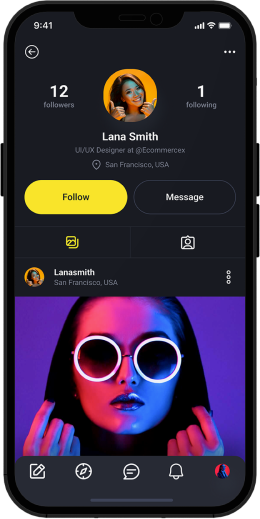 9:41
12
followers
1
following
Lana Smith
UI/UX Designer at @Ecommercex
San Francisco, USA
Follow
Message
Lanasmith
San Francisco, USA